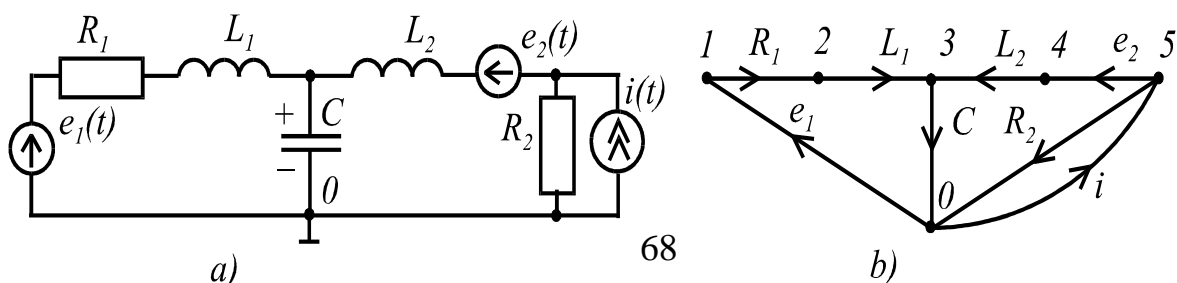 R1 L1 L2 e2(t)
e1(t) + C R2 i(t)
– 0
a)
68
1 R1 2 L1 3 L2 4 e2 5
e1 C R2
0 i
b)